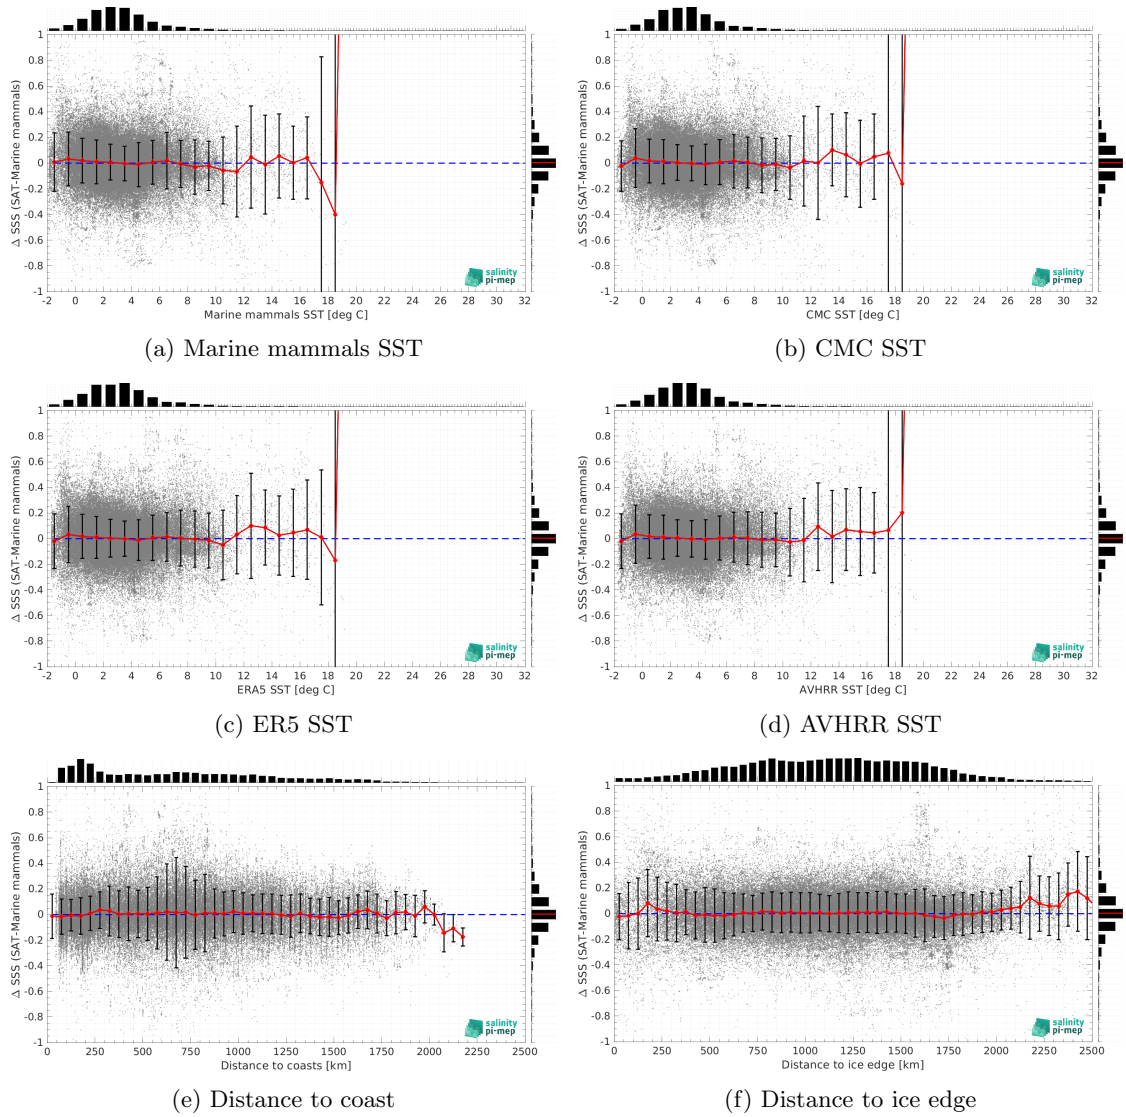 1
0.8
0.6
0.4
0.2
0
-0.2
-0.4
-0.6
-0.8
-1
Δ SSS (SAT-Marine mammals)
-2 0 2 4 6 8 10 12 14 16 18 20 22 24 26 28 30 32
Marine mammals SST [deg C]
salinity
pi-mep
(a) Marine mammals SST
1
0.8
0.6
0.4
0.2
0
-0.2
-0.4
-0.6
-0.8
-1
Δ SSS (SAT-Marine mammals)
-2 0 2 4 6 8 10 12 14 16 18 20 22 24 26 28 30 32
CMC SST [deg C]
salinity
pi-mep
(b) CMC SST
1
0.8
0.6
0.4
0.2
0
-0.2
-0.4
-0.6
-0.8
-1
Δ SSS (SAT-Marine mammals)
-2 0 2 4 6 8 10 12 14 16 18 20 22 24 26 28 30 32
ERA5 SST [deg C]
salinity
pi-mep
(c) ER5 SST
1
0.8
0.6
0.4
0.2
0
-0.2
-0.4
-0.6
-0.8
-1
Δ SSS (SAT-Marine mammals)
-2 0 2 4 6 8 10 12 14 16 18 20 22 24 26 28 30 32
AVHRR SST [deg C]
salinity
pi-mep
(d) AVHRR SST
1
0.8
0.6
0.4
0.2
0
-0.2
-0.4
-0.6
-0.8
-1
Δ SSS (SAT-Marine mammals)
0 250 500 750 1000 1250 1500 1750 2000 2250 2500
Distance to coasts [km]
salinity
pi-mep
(e) Distance to coast
1
0.8
0.6
0.4
0.2
0
-0.2
-0.4
-0.6
-0.8
-1
Δ SSS (SAT-Marine mammals)
0 250 500 750 1000 1250 1500 1750 2000 2250 2500
Distance to ice edge [km]
salinity
pi-mep
(f) Distance to ice edge